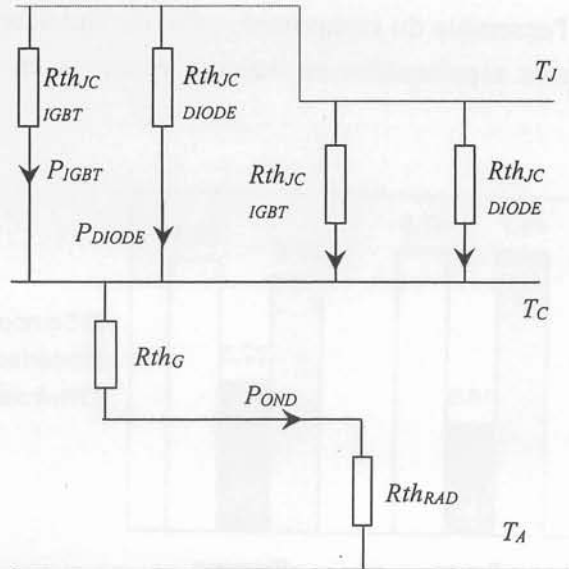 Rth_JC
IGBT
Rth_JC
DIODE
T_J
P_IGBT
Rth_JC
IGBT
Rth_JC
DIODE
P_DIODE
T_C
Rth_G
P_OND
Rth_RAD
T_A